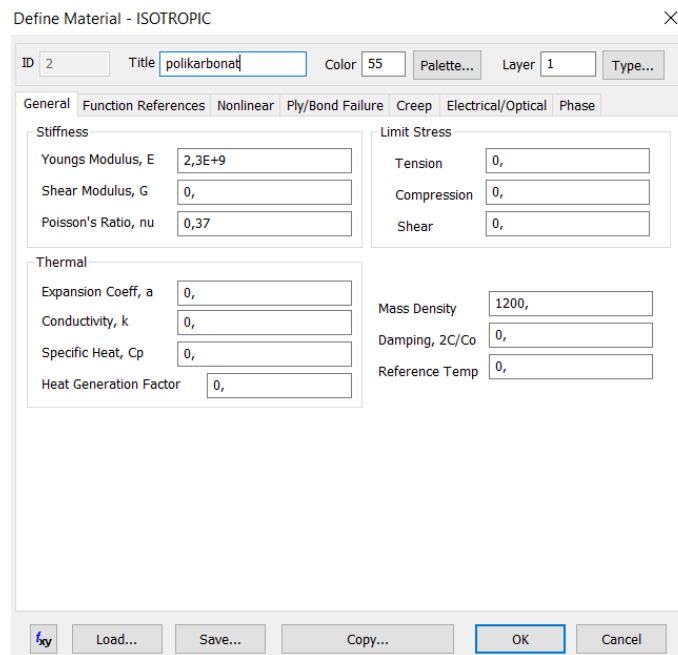 Define Material - ISOTROPIC
ID 2 Title polikarbonat Color 55 Palette... Layer 1 Type...
General Function References Nonlinear Ply/Bond Failure Creep Electrical/Optical Phase
Stiffness
Youngs Modulus, E 2,3E+9
Shear Modulus, G 0,
Poisson's Ratio, nu 0,37
Limit Stress
Tension 0,
Compression 0,
Shear 0,
Thermal
Expansion Coeff, a 0,
Conductivity, k 0,
Specific Heat, Cp 0,
Heat Generation Factor 0,
Mass Density 1200,
Damping, 2C/Co 0,
Reference Temp 0,
fxy Load... Save... Copy... OK Cancel